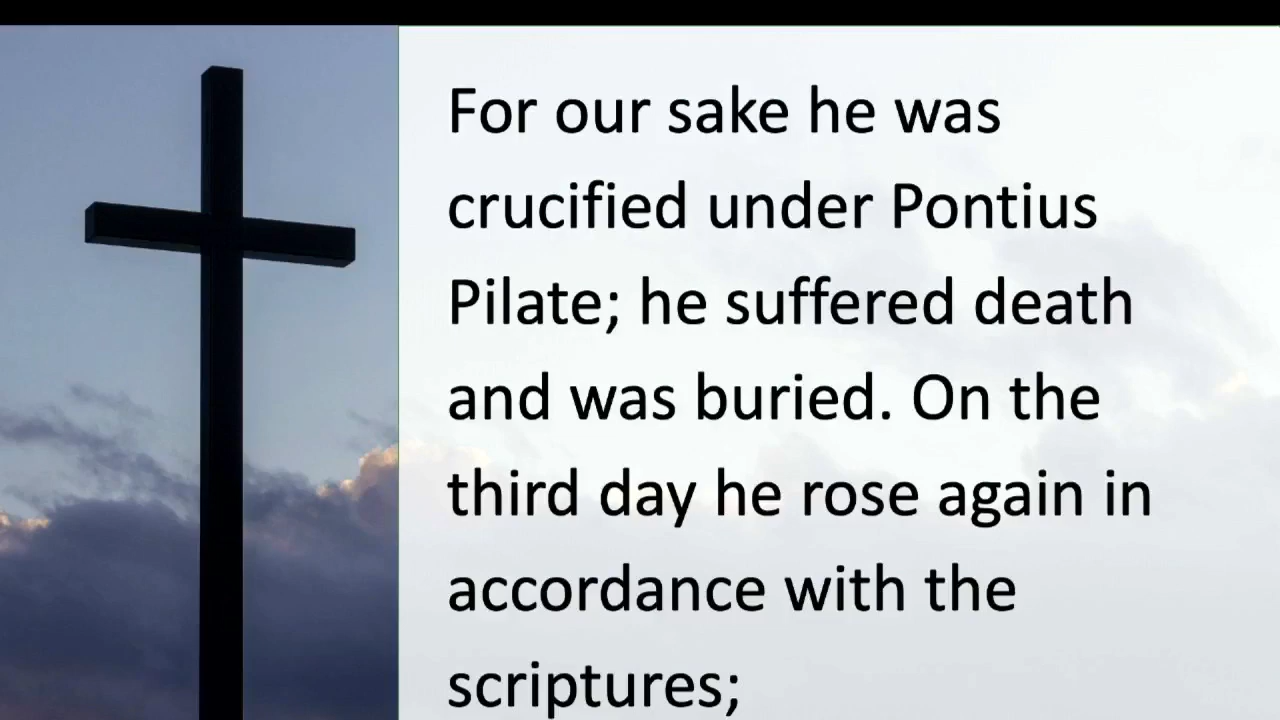 For our sake he was
crucified under Pontius
Pilate; he suffered death
and was buried. On the
third day he rose again in
accordance with the
scriptures;